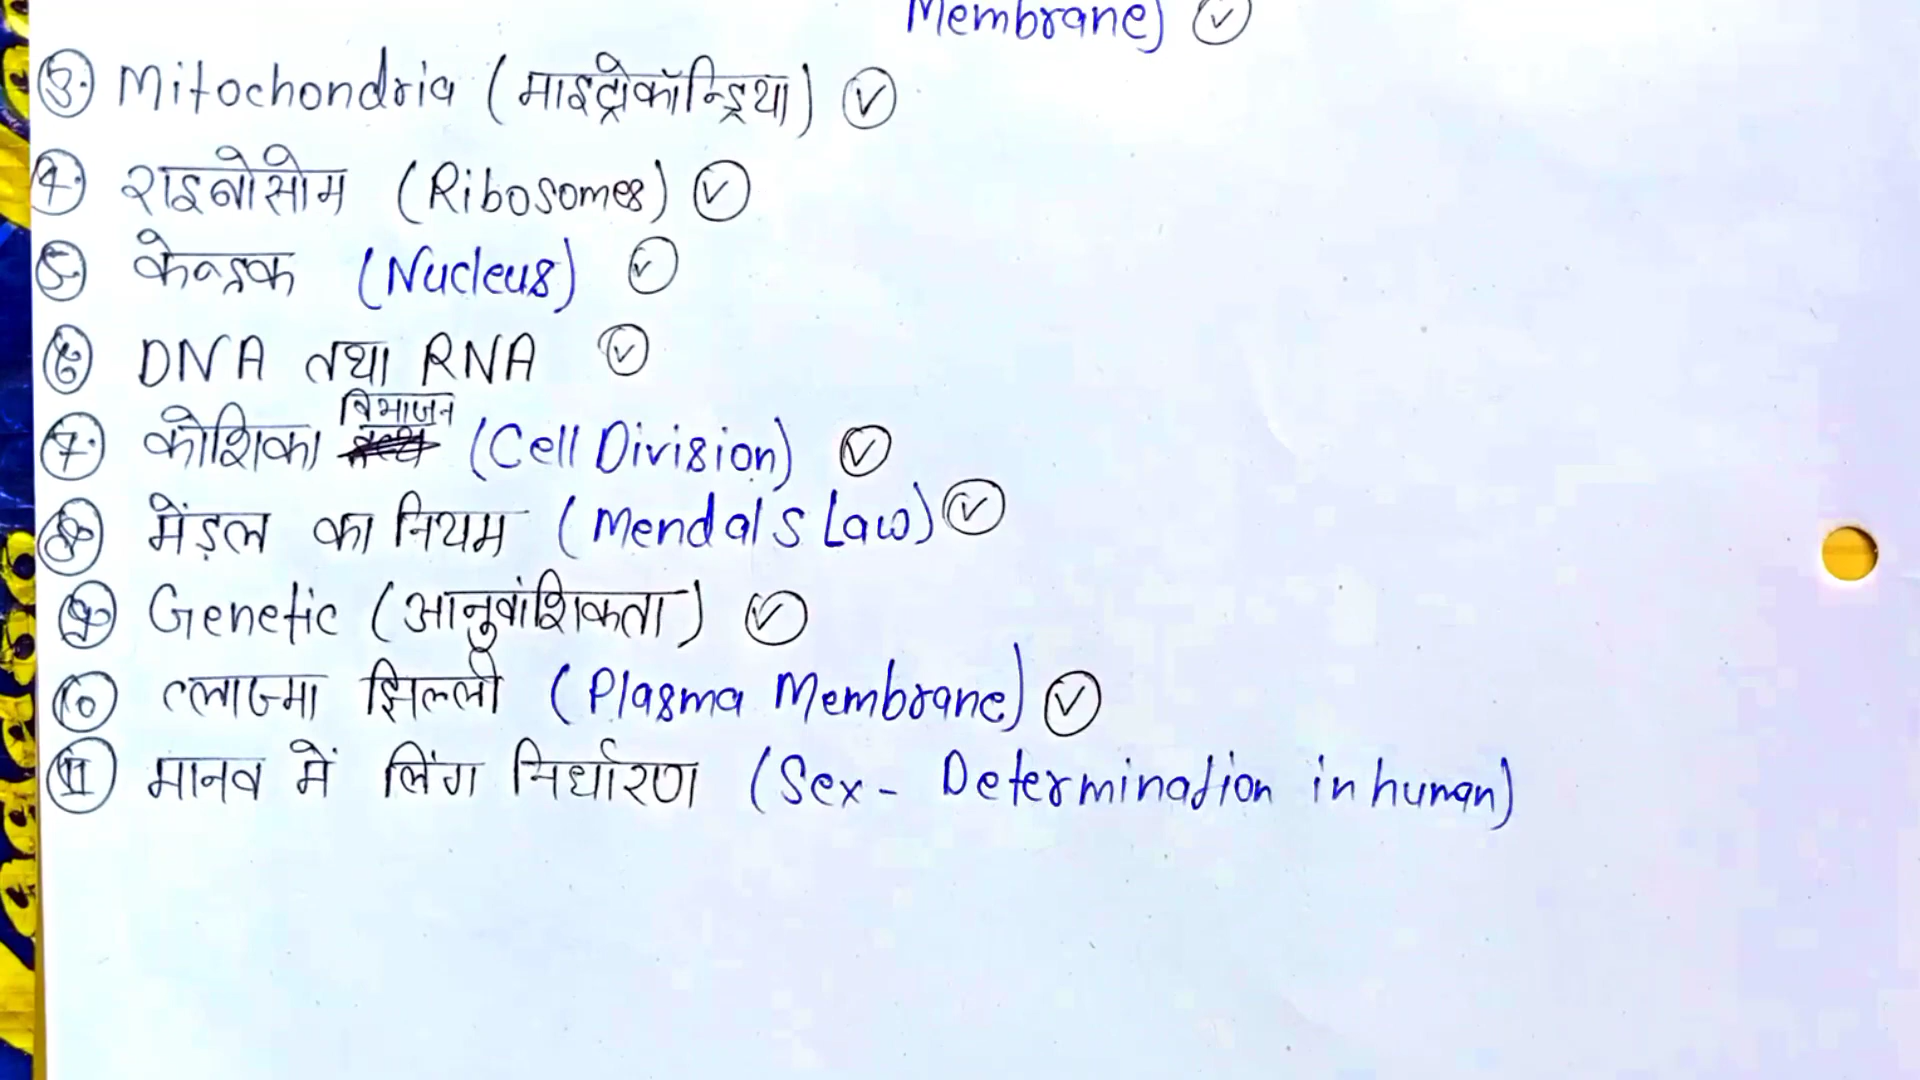 Membrane)
3. Mitochondria (माइट्रोकॉन्ड्रिया)
4. राइबोसोम (Ribosomes)
5. केन्द्रक (Nucleus)
6 DNA तथा RNA
7. कोशिका विभाजन (Cell Division)
8. मेंड़ल का नियम (Mendals Law)
9 Genetic (आनुवांशिकता)
10 प्लाज्मा झिल्ली (Plasma Membrane)
11 मानव में लिंग निर्धारण (Sex - Determination in human)